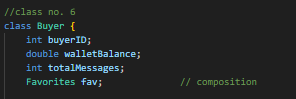 //class no. 6
class Buyer {
    int buyerID;
    double walletBalance;
    int totalMessages;
    Favorites fav;              // composition